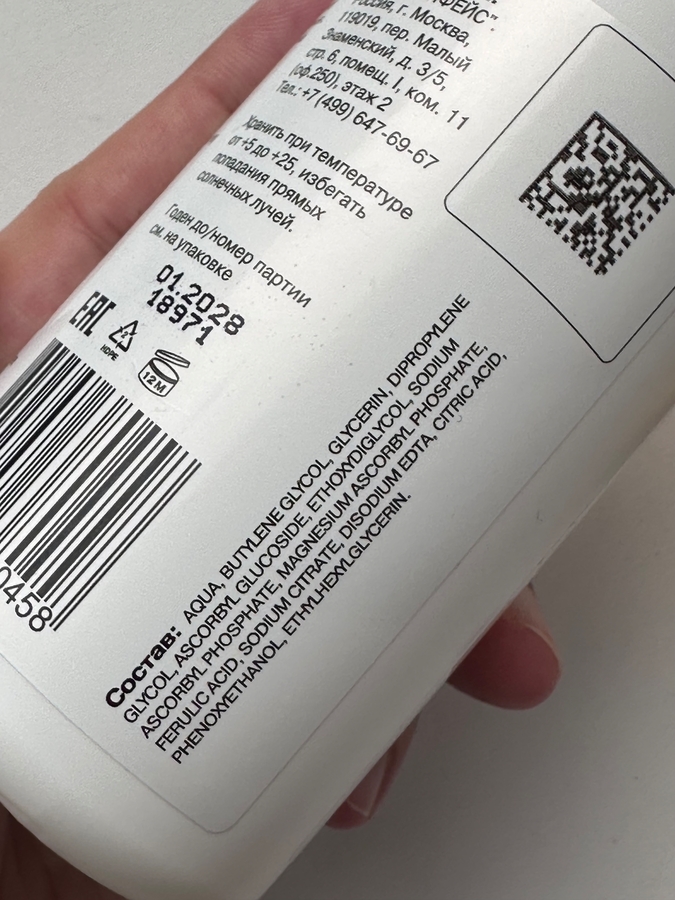 ФЕЙС".
Россия, г. Москва,
119019, пер. Малый
Знаменский, д. 3/5,
стр. 6, помещ. I, ком. 11
(оф.250), этаж 2
Тел.: +7 (499) 647-69-67
Хранить при температуре
от +5 до +25, избегать
попадания прямых
солнечных лучей.
Годен до/номер партии
см. на упаковке
01.2028
18971
EAC
2
HDPE
12 M
0458
Состав: AQUA, BUTYLENE GLYCOL, GLYCERIN, DIPROPYLENE
GLYCOL, ASCORBYL GLUCOSIDE, ETHOXYDIGLYCOL, SODIUM
ASCORBYL PHOSPHATE, MAGNESIUM ASCORBYL PHOSPHATE,
FERULIC ACID, SODIUM CITRATE, DISODIUM EDTA, CITRIC ACID,
PHENOXYETHANOL, ETHYLHEXYLGLYCERIN.